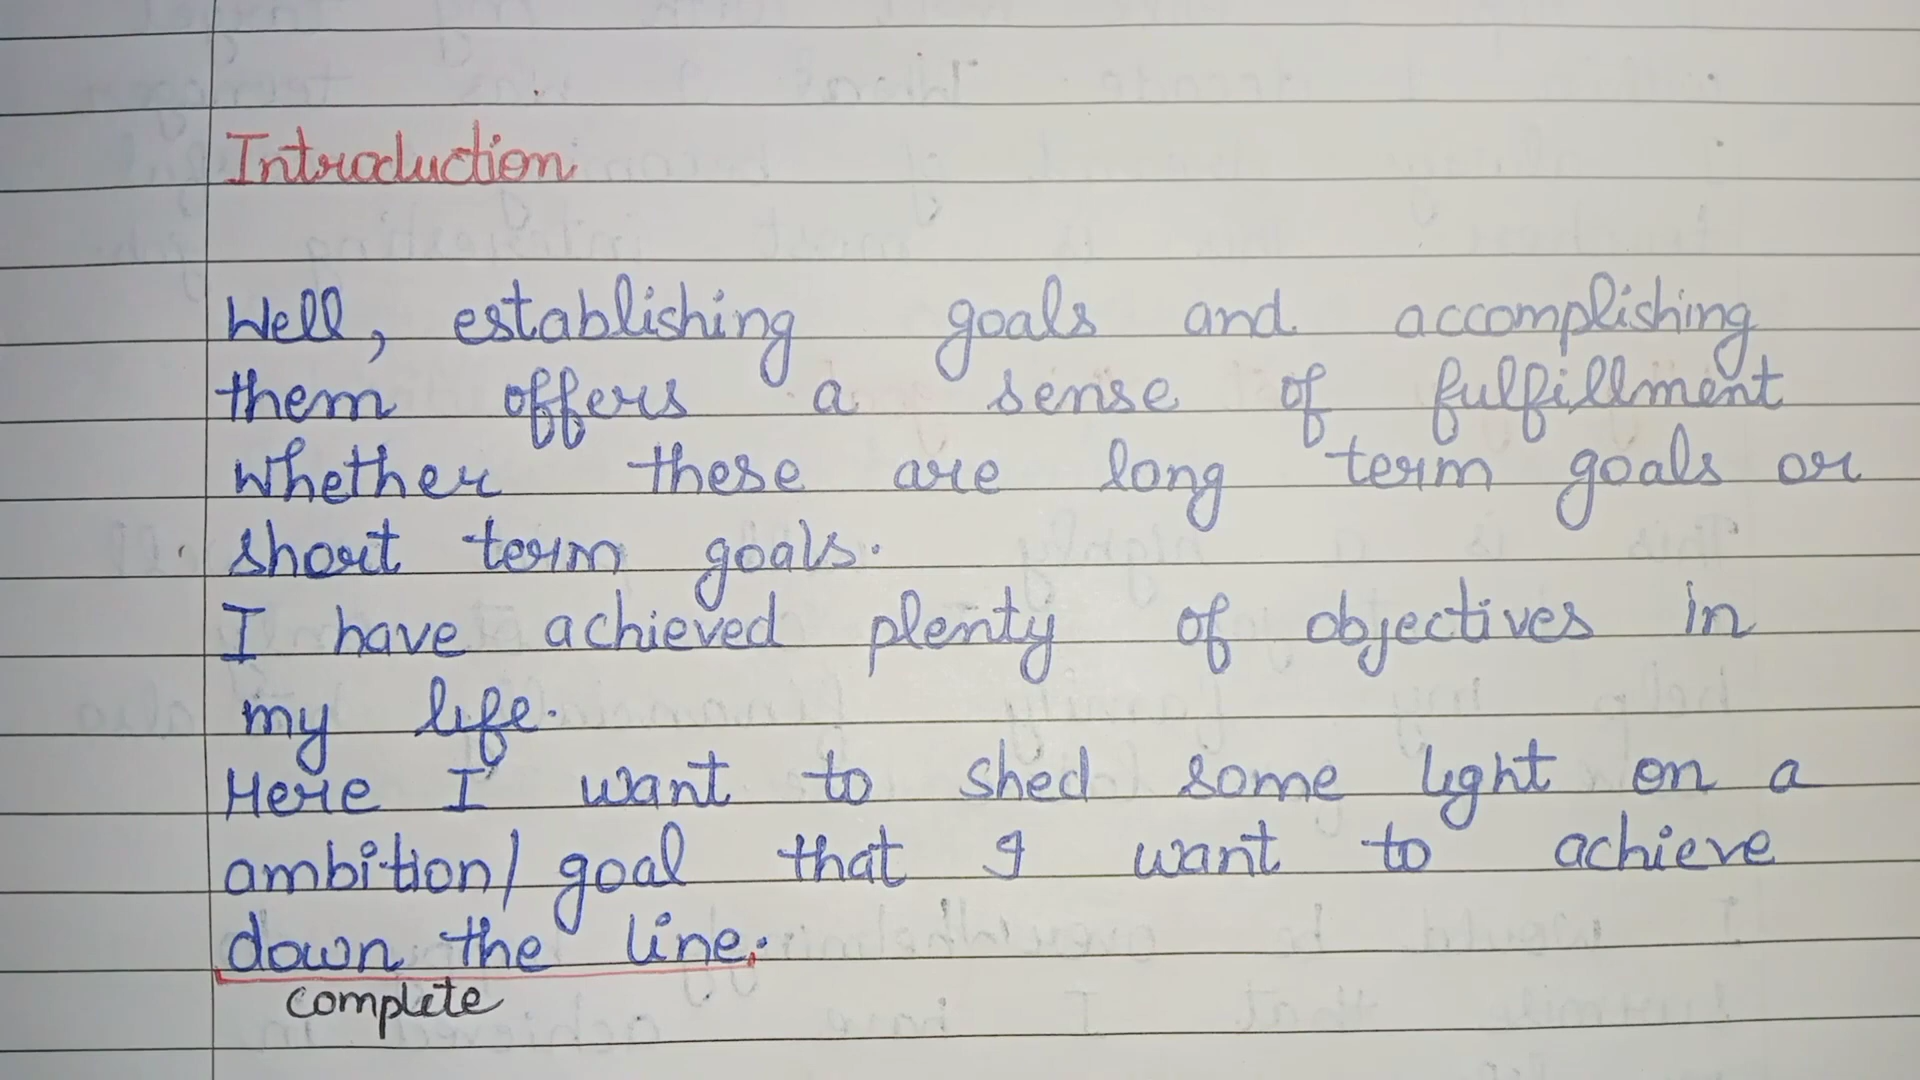 Introduction
Well, establishing goals and accomplishing
them offers a sense of fulfillment
whether these are long term goals or
short term goals.
I have achieved plenty of objectives in
my life.
Here I want to shed some light on a
ambition/goal that I want to achieve
down the line.
complete